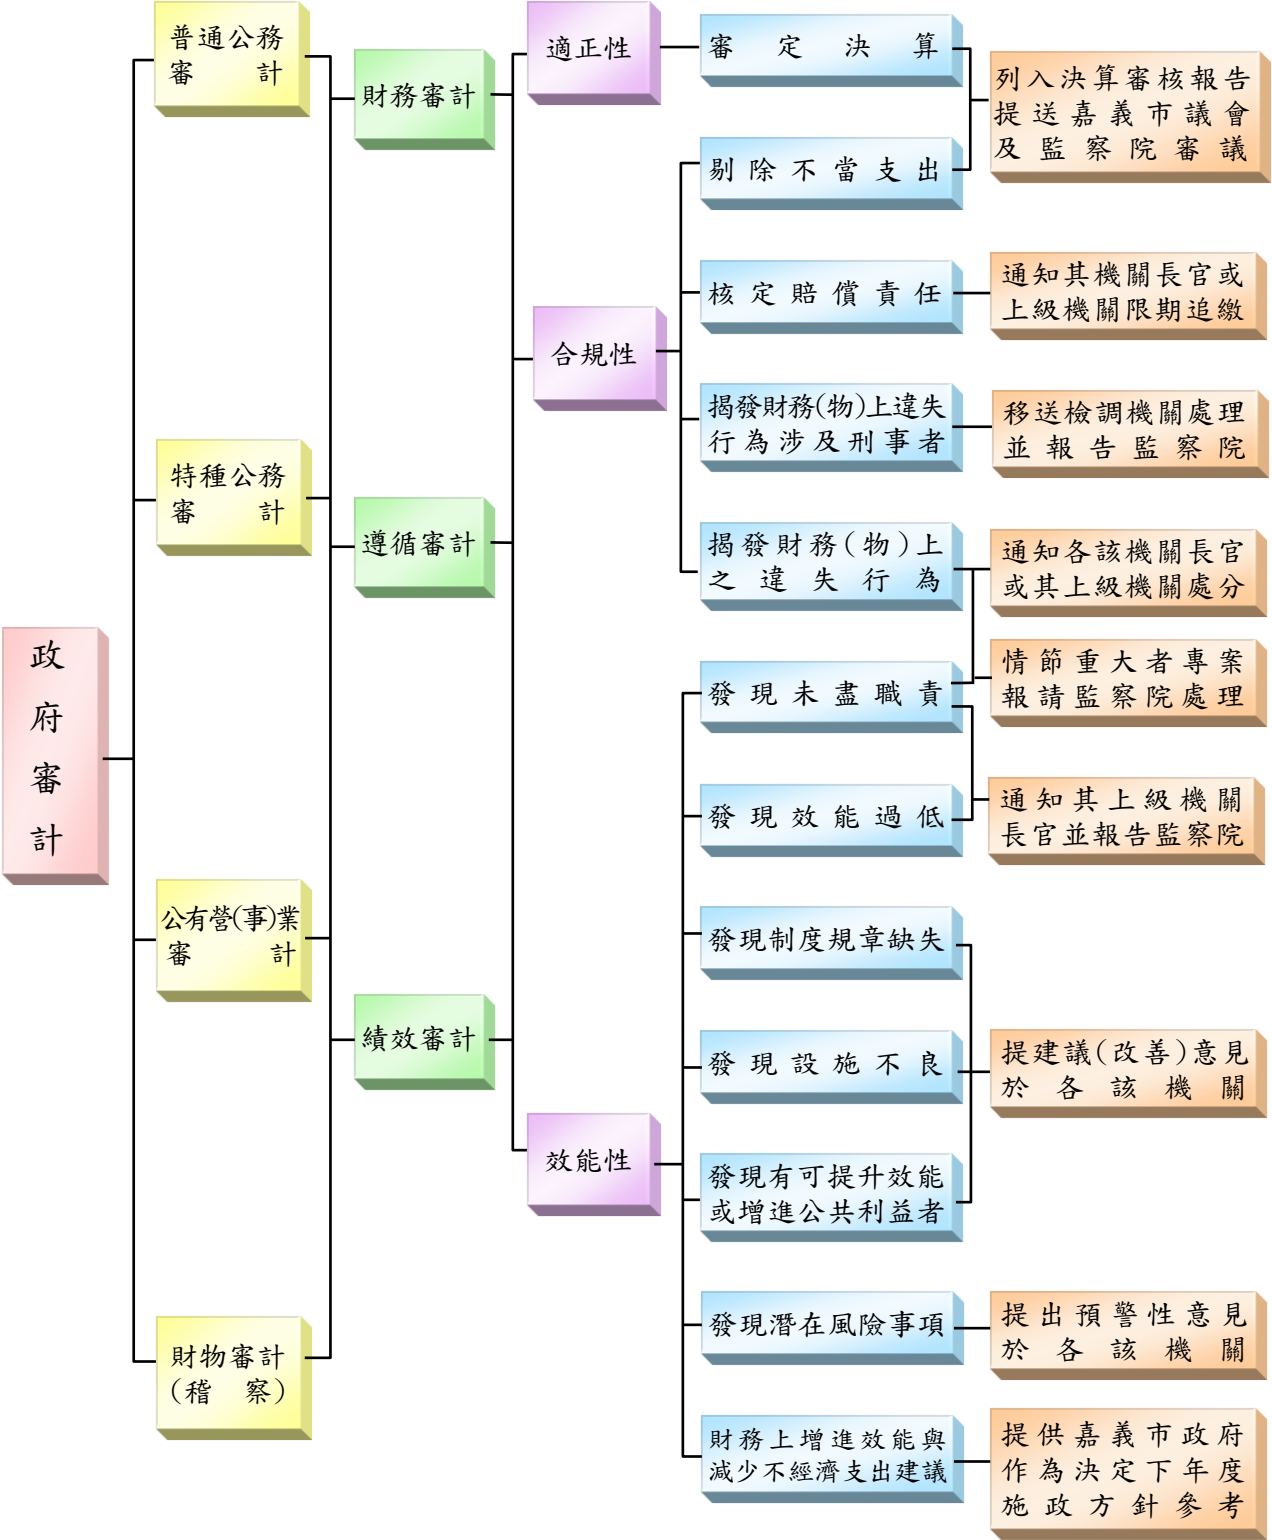 政
府
審
計
普通公務
審計
特種公務
審計
公有營(事)業
審計
財物審計
(稽察)
財務審計
遵循審計
績效審計
適正性
合規性
效能性
審定決算
剔除不當支出
核定賠償責任
揭發財務(物)上違失
行為涉及刑事者
揭發財務(物)上
之違失行為
發現未盡職責
發現效能過低
發現制度規章缺失
發現設施不良
發現有可提升效能
或增進公共利益者
發現潛在風險事項
財務上增進效能與
減少不經濟支出建議
列入決算審核報告
提送嘉義市議會
及監察院審議
通知其機關長官或
上級機關限期追繳
移送檢調機關處理
並報告監察院
通知各該機關長官
或其上級機關處分
情節重大者專案
報請監察院處理
通知其上級機關
長官並報告監察院
提建議(改善)意見
於各該機關
提出預警性意見
於各該機關
提供嘉義市政府
作為決定下年度
施政方針參考